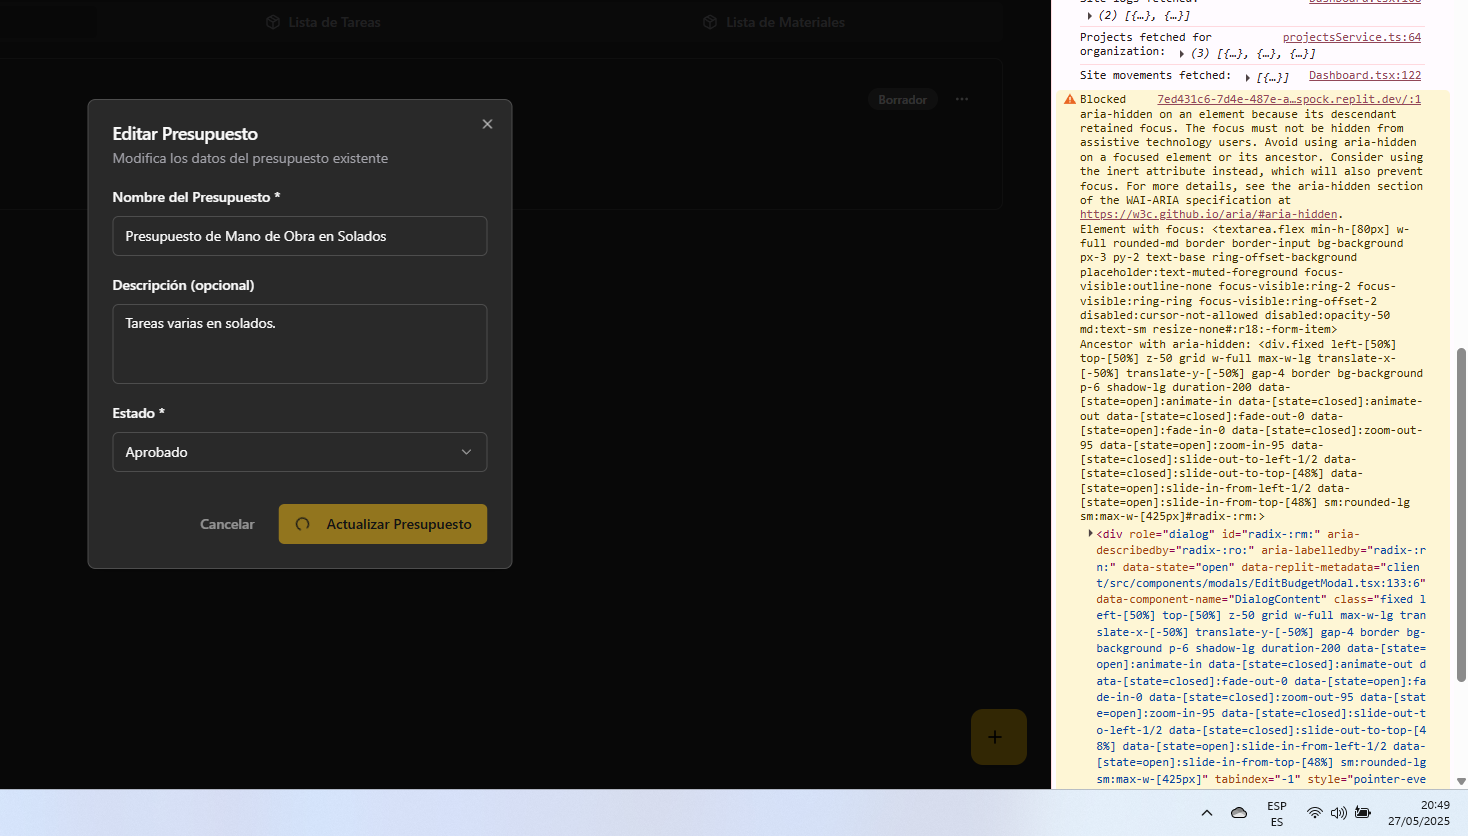 Lista de Tareas
Lista de Materiales
Borrador
Editar Presupuesto
Modifica los datos del presupuesto existente
Nombre del Presupuesto *
Presupuesto de Mano de Obra en Solados
Descripción (opcional)
Tareas varias en solados.
Estado *
Aprobado
Cancelar
Actualizar Presupuesto
+
(2) [{…}, {…}]
Projects fetched for projectsService.ts:64
organization: (3) [{…}, {…}, {…}]
Site movements fetched: [{…}] Dashboard.tsx:122
Blocked 7ed431c6-7d4e-487e-a…spock.replit.dev/:1
aria-hidden on an element because its descendant
retained focus. The focus must not be hidden from
assistive technology users. Avoid using aria-hidden
on a focused element or its ancestor. Consider using
the inert attribute instead, which will also prevent
focus. For more details, see the aria-hidden section
of the WAI-ARIA specification at
https://w3c.github.io/aria/#aria-hidden.
Element with focus: <textarea.flex min-h-[80px] w-
full rounded-md border border-input bg-background
px-3 py-2 text-base ring-offset-background
placeholder:text-muted-foreground focus-
visible:outline-none focus-visible:ring-2 focus-
visible:ring-ring focus-visible:ring-offset-2
disabled:cursor-not-allowed disabled:opacity-50
md:text-sm resize-none#:r18:-form-item>
Ancestor with aria-hidden: <div.fixed left-[50%]
top-[50%] z-50 grid w-full max-w-lg translate-x-
[-50%] translate-y-[-50%] gap-4 border bg-background
p-6 shadow-lg duration-200 data-
[state=open]:animate-in data-[state=closed]:animate-
out data-[state=closed]:fade-out-0 data-
[state=open]:fade-in-0 data-[state=closed]:zoom-out-
95 data-[state=open]:zoom-in-95 data-
[state=closed]:slide-out-to-left-1/2 data-
[state=closed]:slide-out-to-top-[48%] data-
[state=open]:slide-in-from-left-1/2 data-
[state=open]:slide-in-from-top-[48%] sm:rounded-lg
sm:max-w-[425px]#radix-:rm:>
<div role="dialog" id="radix-:rm:" aria-
describedby="radix-:ro:" aria-labelledby="radix-:r
n:" data-state="open" data-replit-metadata="clien
t/src/components/modals/EditBudgetModal.tsx:133:6"
data-component-name="DialogContent" class="fixed l
eft-[50%] top-[50%] z-50 grid w-full max-w-lg tran
slate-x-[-50%] translate-y-[-50%] gap-4 border bg-
background p-6 shadow-lg duration-200 data-[state=
open]:animate-in data-[state=closed]:animate-out d
ata-[state=closed]:fade-out-0 data-[state=open]:fa
de-in-0 data-[state=closed]:zoom-out-95 data-[stat
e=open]:zoom-in-95 data-[state=closed]:slide-out-t
o-left-1/2 data-[state=closed]:slide-out-to-top-[4
8%] data-[state=open]:slide-in-from-left-1/2 data-
[state=open]:slide-in-from-top-[48%] sm:rounded-lg
sm:max-w-[425px]" tabindex="-1" style="pointer-eve
ESP
ES
20:49
27/05/2025